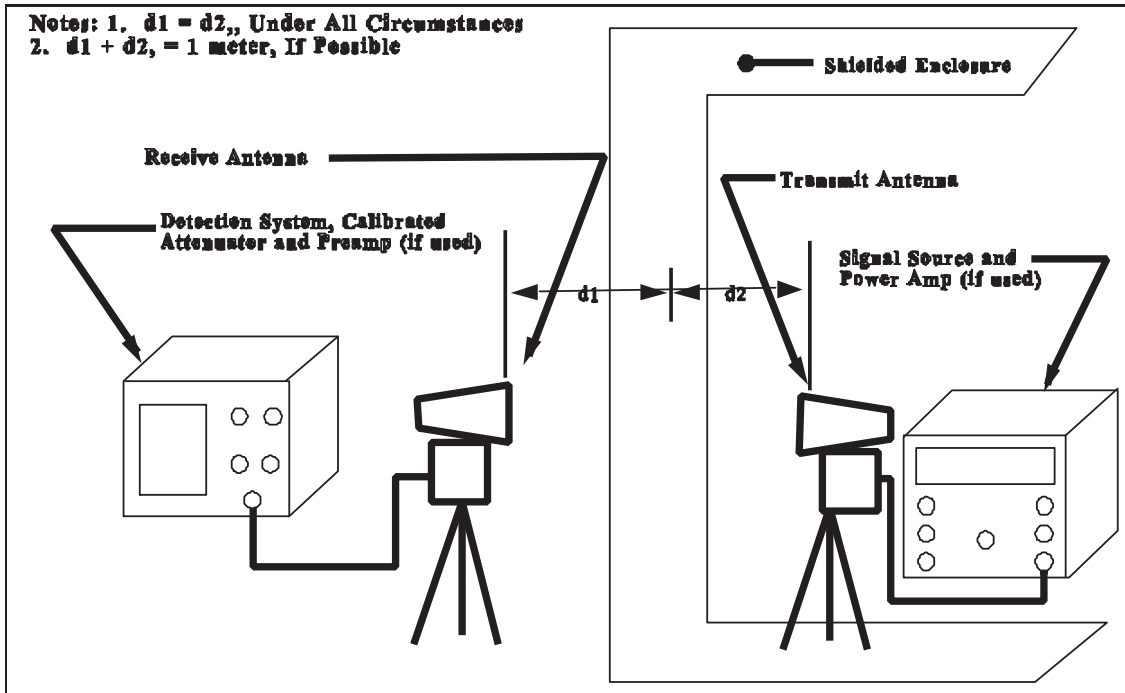 Notes: 1. d1 = d2,, Under All Circumstances
2. d1 + d2, = 1 meter, If Possible
Shielded Enclosure
Receive Antenna
Transmit Antenna
Detection System, Calibrated
Attenuator and Preamp (if used)
Signal Source and
Power Amp (if used)
d1
d2